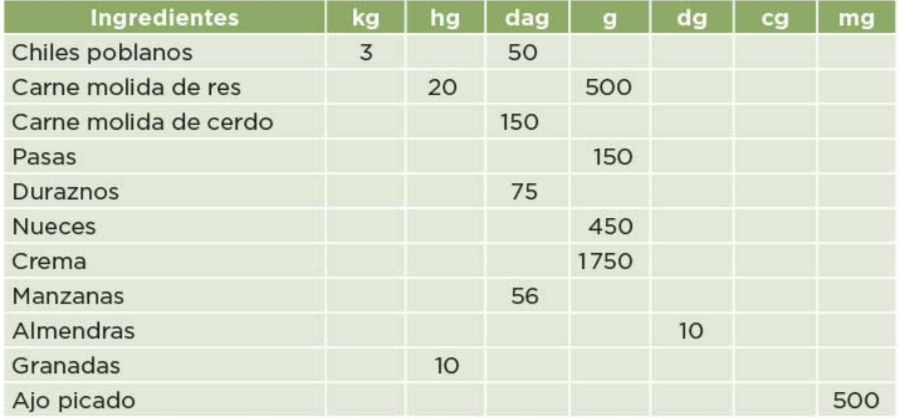 Ingredientes kg hg dag g dg cg mg
Chiles poblanos 3 50
Carne molida de res 20 500
Carne molida de cerdo 150
Pasas 150
Duraznos 75
Nueces 450
Crema 1750
Manzanas 56
Almendras 10
Granadas 10
Ajo picado 500